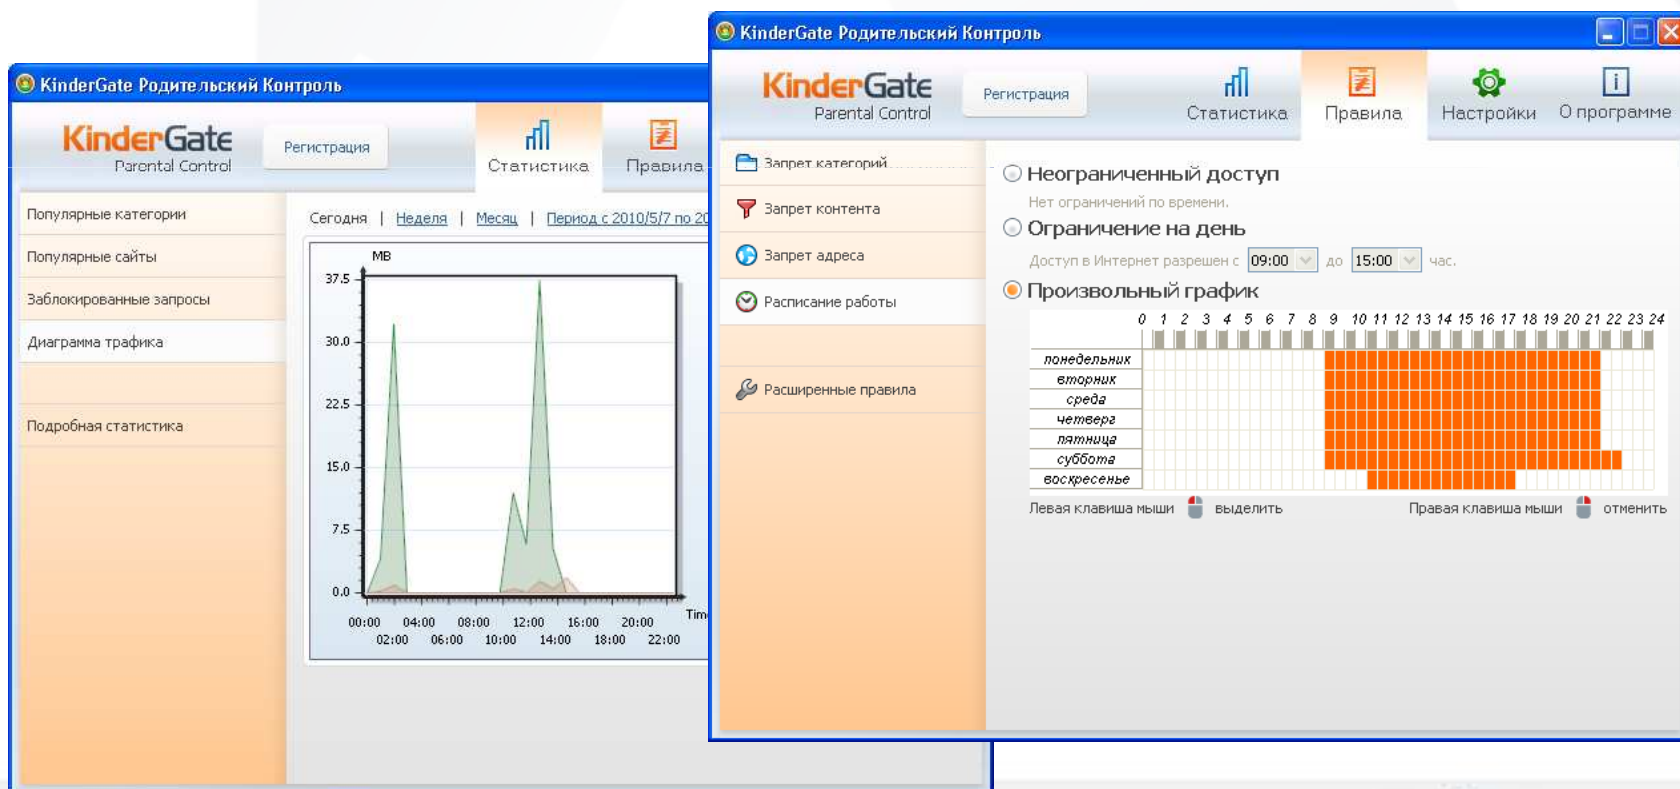 KinderGate Родительский Контроль
KinderGate
Parental Control
Регистрация
Статистика
Правила
Популярные категории
Популярные сайты
Заблокированные запросы
Диаграмма трафика
Подробная статистика
Сегодня | Неделя | Месяц | Период с 2010/5/7 по 20
MB
37.5
30.0
22.5
15.0
7.5
0.0
00:00 04:00 08:00 12:00 16:00 20:00
02:00 06:00 10:00 14:00 18:00 22:00
KinderGate Родительский Контроль
KinderGate
Parental Control
Регистрация
Статистика
Правила
Настройки
О программе
Запрет категорий
Запрет контента
Запрет адреса
Расписание работы
Расширенные правила
Неограниченный доступ
Нет ограничений по времени.
Ограничение на день
Доступ в Интернет разрешен с 09:00 до 15:00 час.
Произвольный график
0 1 2 3 4 5 6 7 8 9 10 11 12 13 14 15 16 17 18 19 20 21 22 23 24
понедельник
вторник
среда
четверг
пятница
суббота
воскресенье
Левая клавиша мыши выделить
Правая клавиша мыши отменить